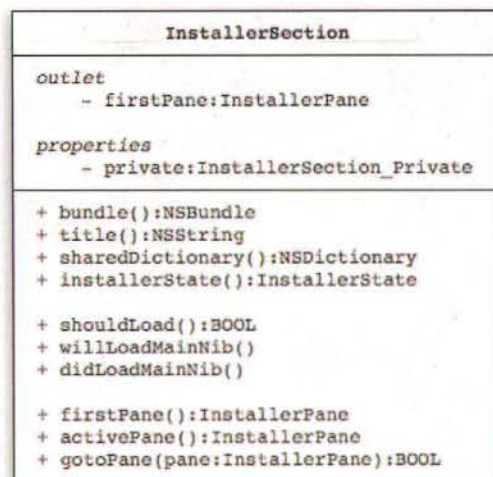 InstallerSection
outlet
- firstPane:InstallerPane
properties
- private:InstallerSection_Private
+ bundle():NSBundle
+ title():NSString
+ sharedDictionary():NSDictionary
+ installerState():InstallerState
+ shouldLoad():BOOL
+ willLoadMainNib()
+ didLoadMainNib()
+ firstPane():InstallerPane
+ activePane():InstallerPane
+ gotoPane(pane:InstallerPane):BOOL